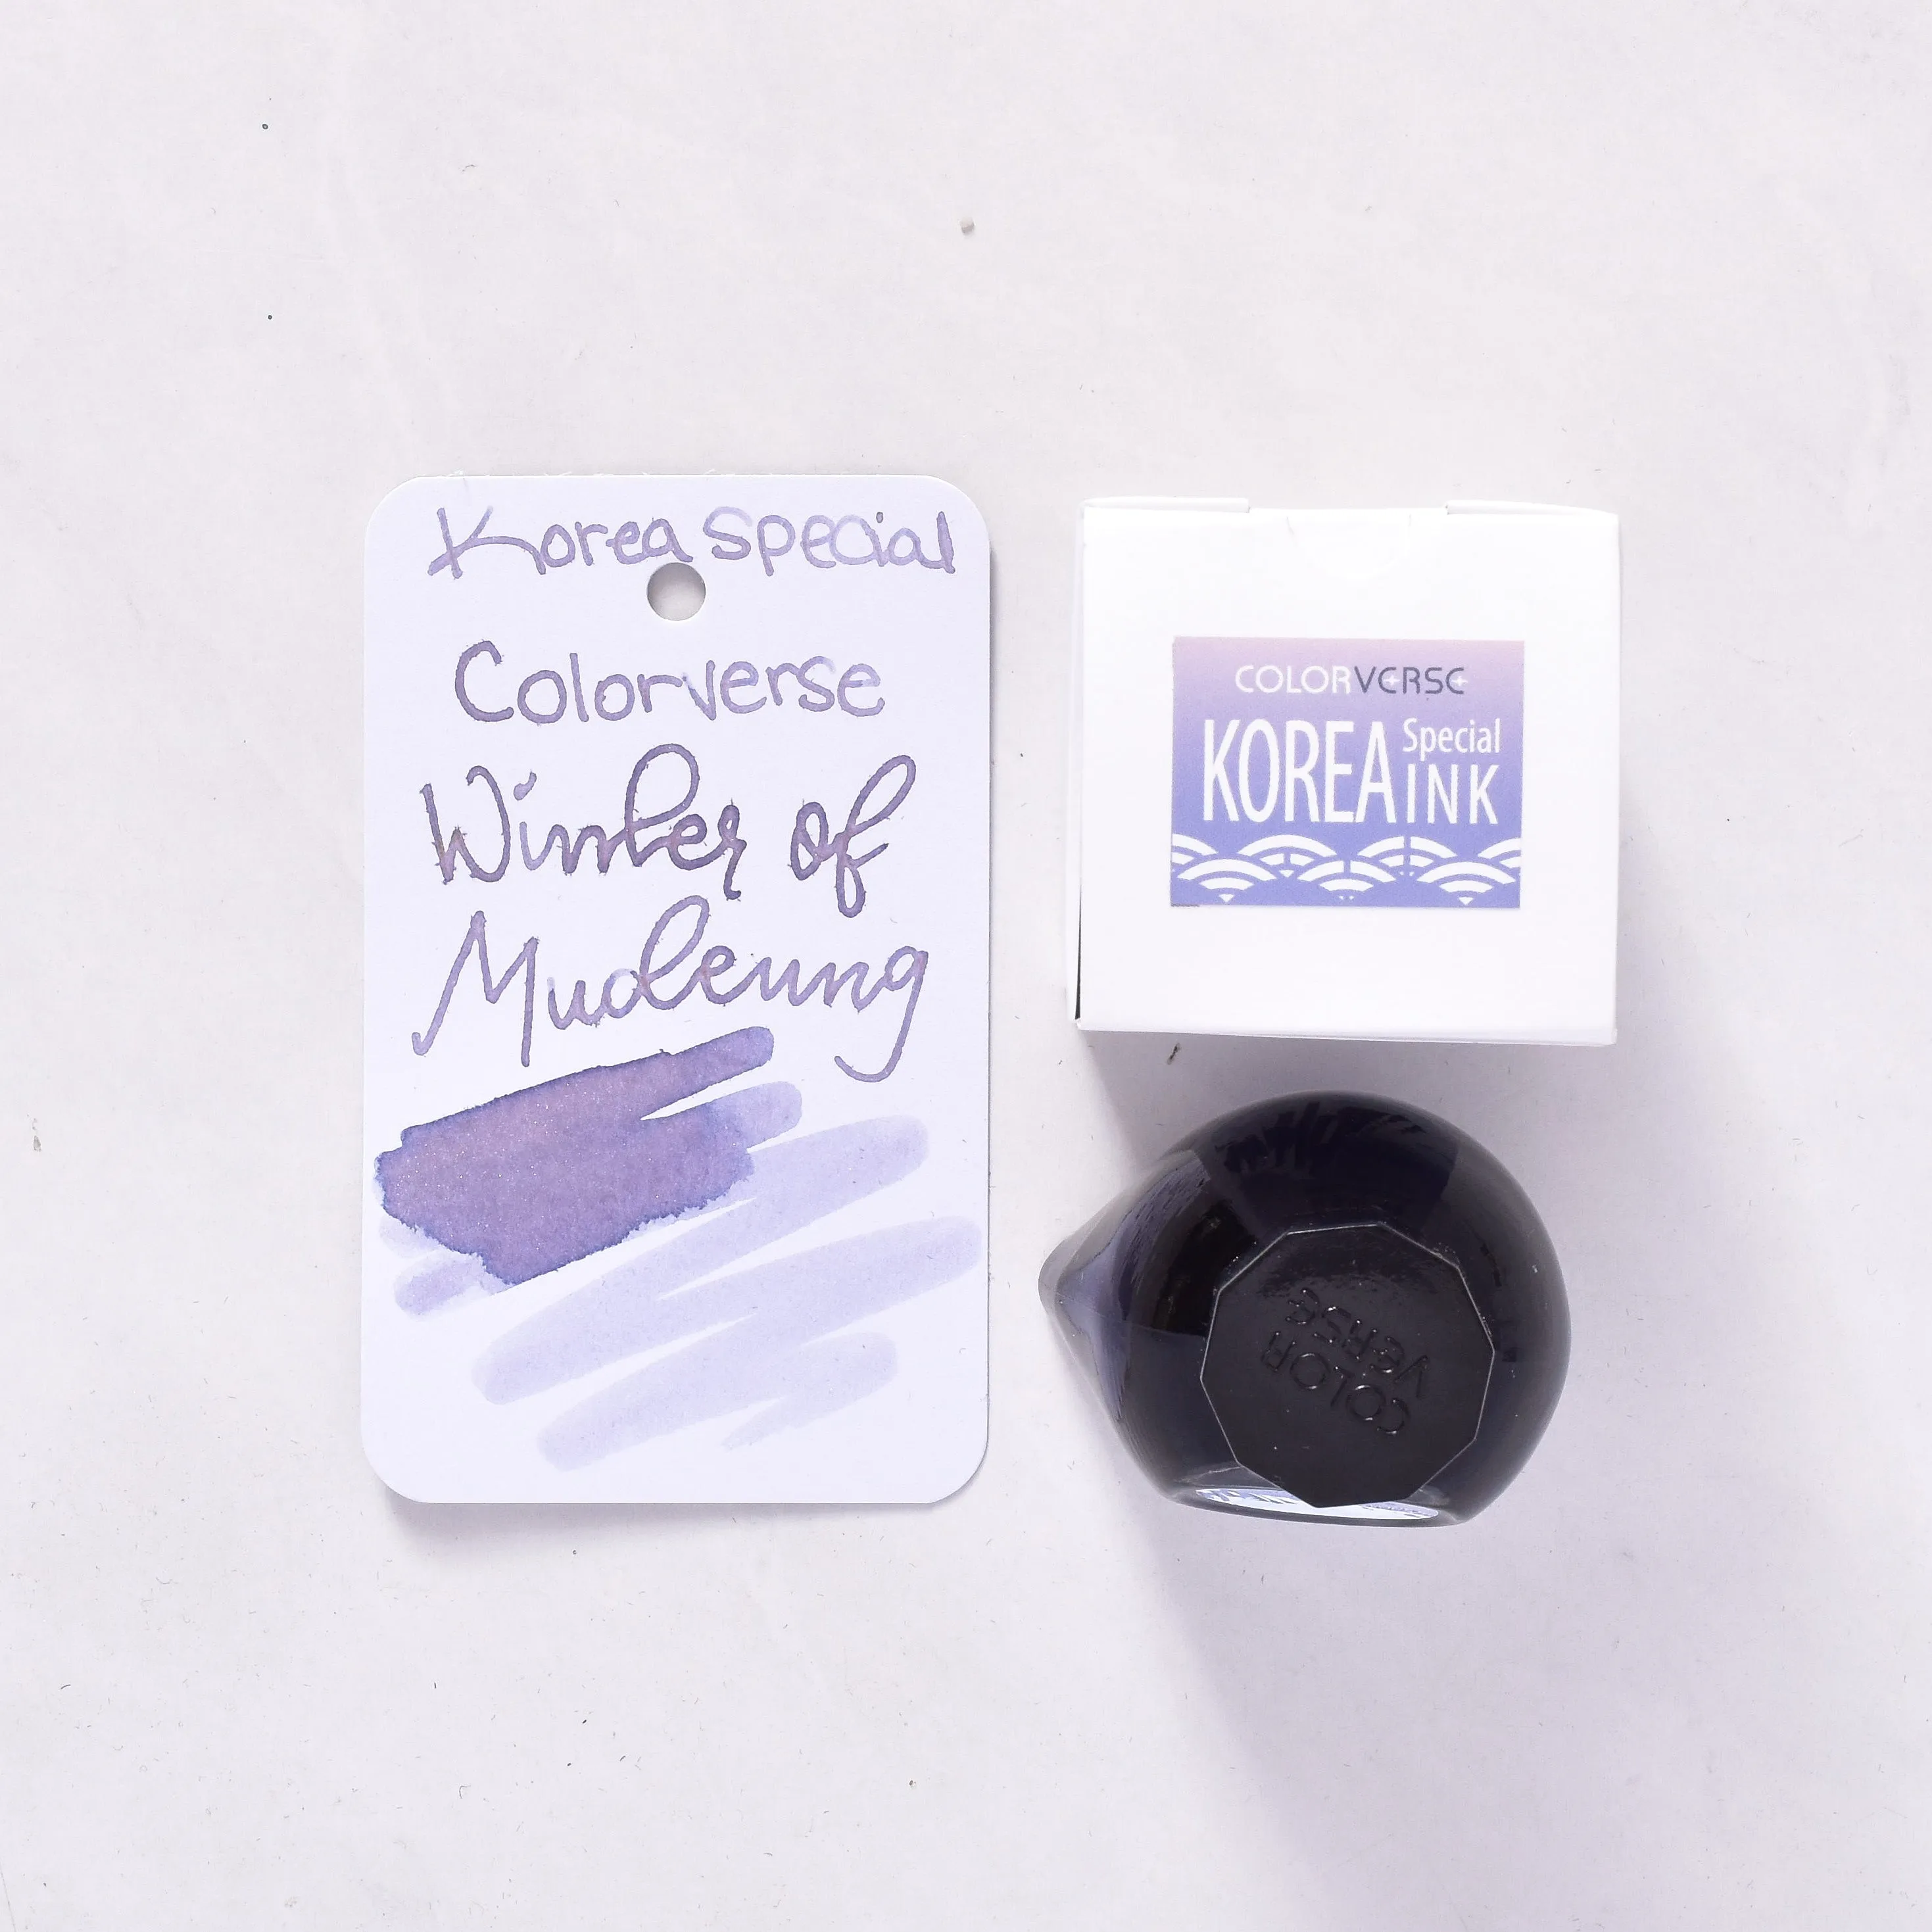 Korea Special
Colorverse
Winter of
Mudeung
COLORVERSE
KOREA Special
INK
COLOR
VERSE